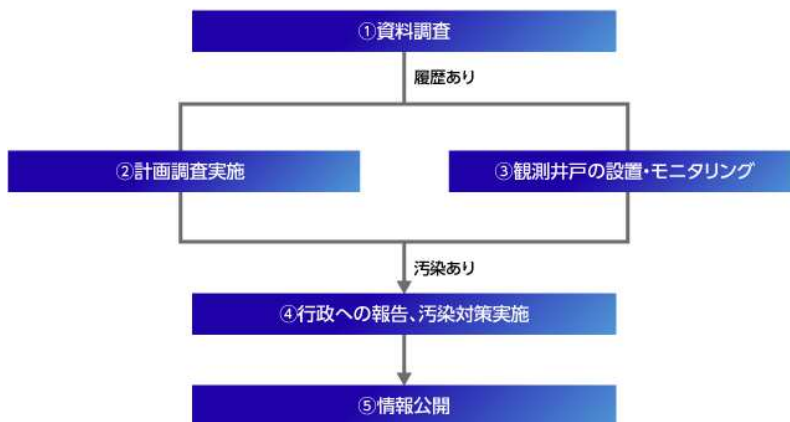 ①資料調査
履歴あり
②計画調査実施
③観測井戸の設置・モニタリング
汚染あり
④行政への報告、汚染対策実施
⑤情報公開